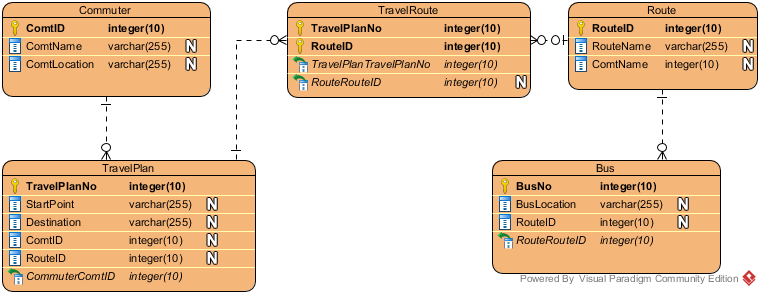 Commuter
ComtID integer(10)
ComtName varchar(255) N
ComtLocation varchar(255) N
TravelRoute
TravelPlanNo integer(10)
RouteID integer(10)
TravelPlanTravelPlanNo integer(10)
RouteRouteID integer(10) N
Route
RouteID integer(10)
RouteName varchar(255) N
ComtName integer(10) N
TravelPlan
TravelPlanNo integer(10)
StartPoint varchar(255) N
Destination varchar(255) N
ComtID integer(10) N
RouteID integer(10) N
CommuterComtID integer(10)
Bus
BusNo integer(10)
BusLocation varchar(255) N
RouteID integer(10) N
RouteRouteID integer(10)
Powered By Visual Paradigm Community Edition